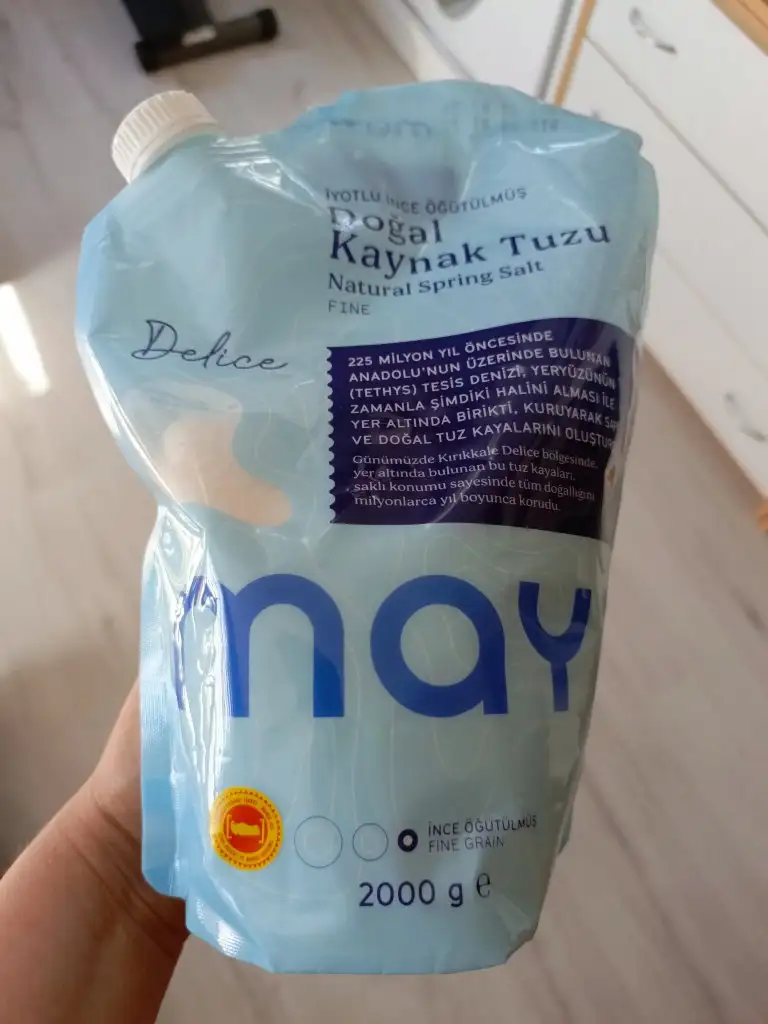 İYOTLU İNCE ÖĞÜTÜLMÜŞ
Doğal
Kaynak Tuzu
Natural Spring Salt
FINE
Delice
225 MİLYON YIL ÖNCESİNDE
ANADOLU'NUN ÜZERİNDE BULUNAN
(TETHYS) TESİS DENİZİ, YERYÜZÜNÜN
ZAMANLA ŞİMDİKİ HALİNİ ALMASI İLE
YER ALTINDA BİRİKTİ, KURUYARAK
VE DOĞAL TUZ KAYALARINI
Günümüzde Kırıkkale Delice bölgesinde,
yer altında bulunan bu tuz kayaları,
saklı konumu sayesinde tüm doğallığını
milyonlarca yıl boyunca korudu.
may
İNCE ÖĞÜTÜLMÜŞ
FINE GRAIN
2000 g ℮